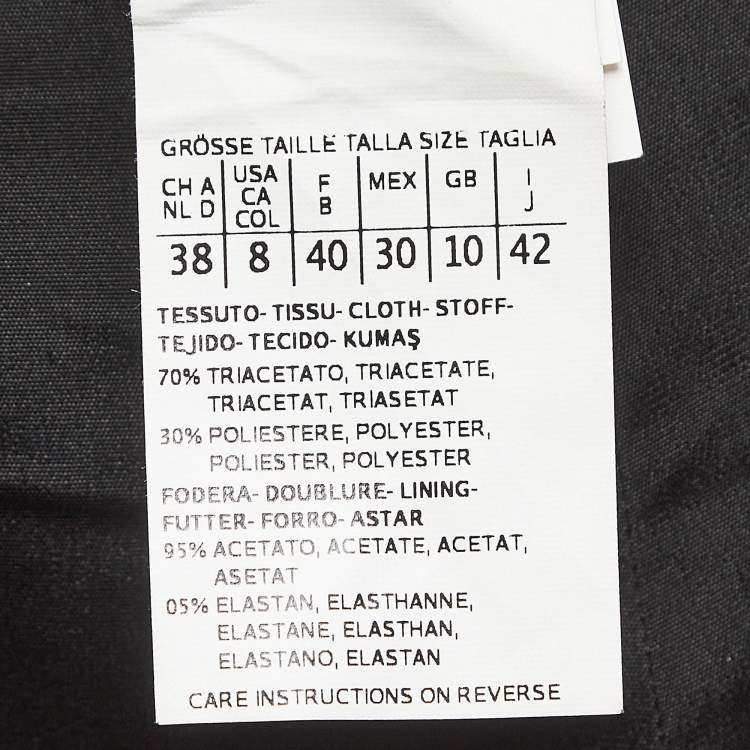 GRÖSSE TAILLE TALLA SIZE TAGLIA
CH A NL D | USA CA COL | F B | MEX | GB | I J
38 | 8 | 40 | 30 | 10 | 42
TESSUTO- TISSU- CLOTH- STOFF-
TEJIDO- TECIDO- KUMAŞ
70% TRIACETATO, TRIACETATE,
TRIACETAT, TRIASETAT
30% POLIESTERE, POLYESTER,
POLIESTER, POLYESTER
FODERA- DOUBLURE- LINING-
FUTTER- FORRO- ASTAR
95% ACETATO, ACETATE, ACETAT,
ASETAT
05% ELASTAN, ELASTHANNE,
ELASTANE, ELASTHAN,
ELASTANO, ELASTAN
CARE INSTRUCTIONS ON REVERSE